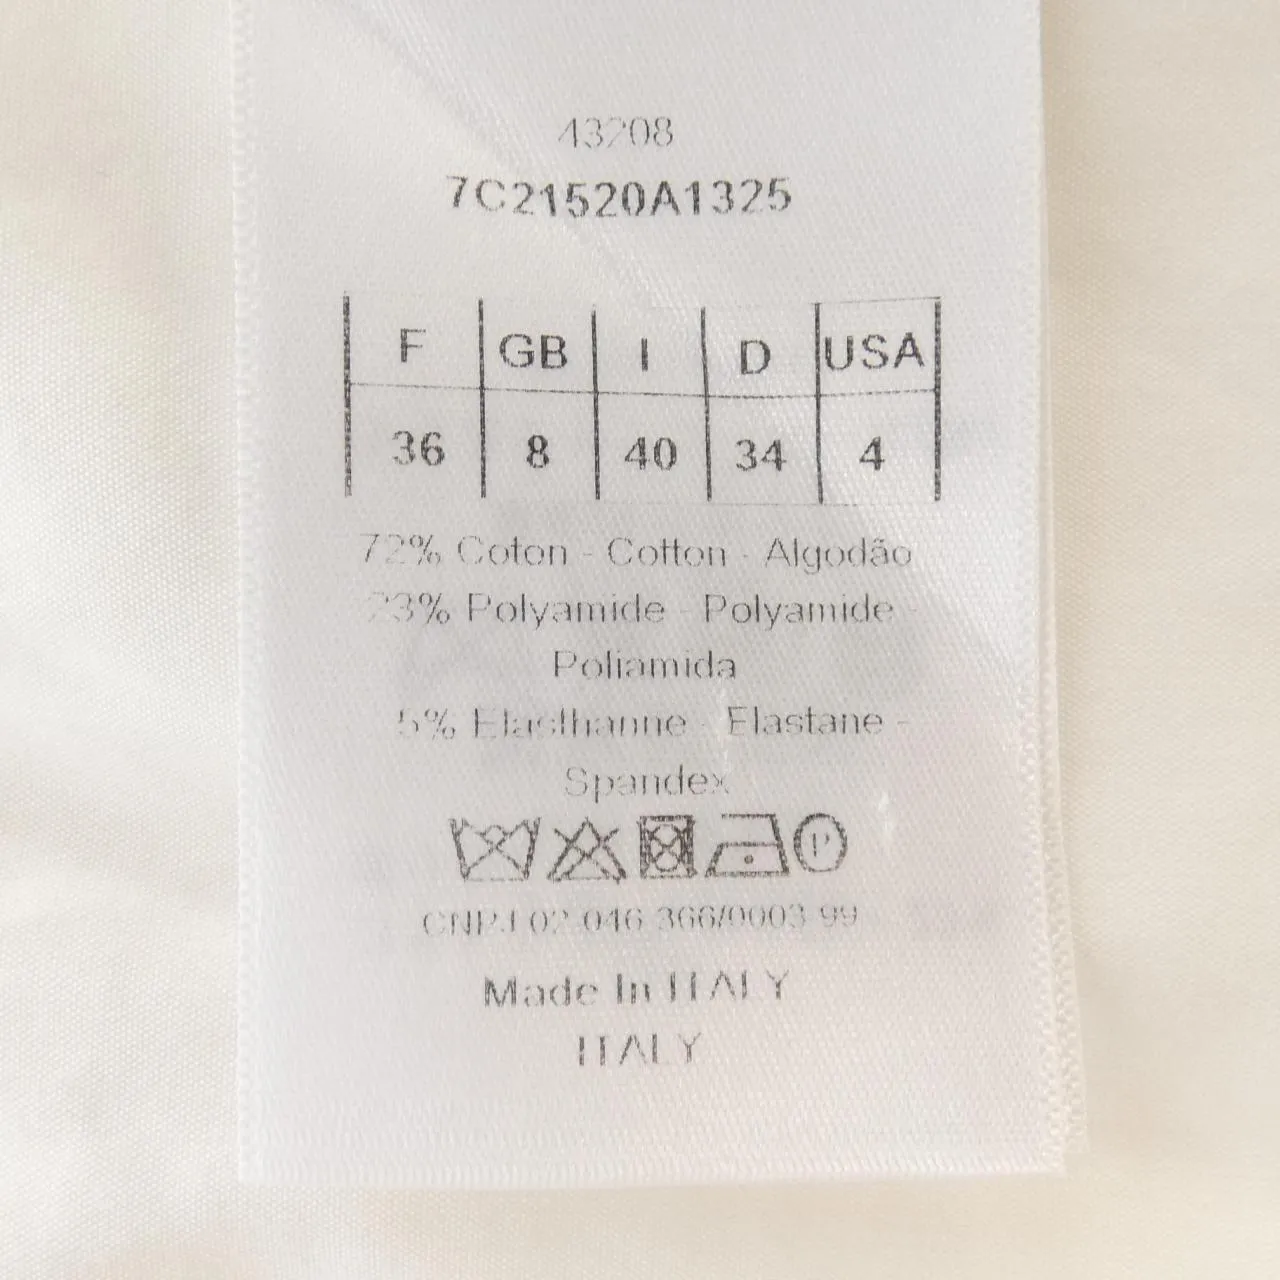 43208
7C21520A1325
F GB I D USA
36 8 40 34 4
72% Coton - Cotton - Algodão
23% Polyamide - Polyamide -
Poliamida
5% Elasthanne - Elastane -
Spandex
P
CNPJ 02 046 366/0003-99
Made In ITALY
ITALY